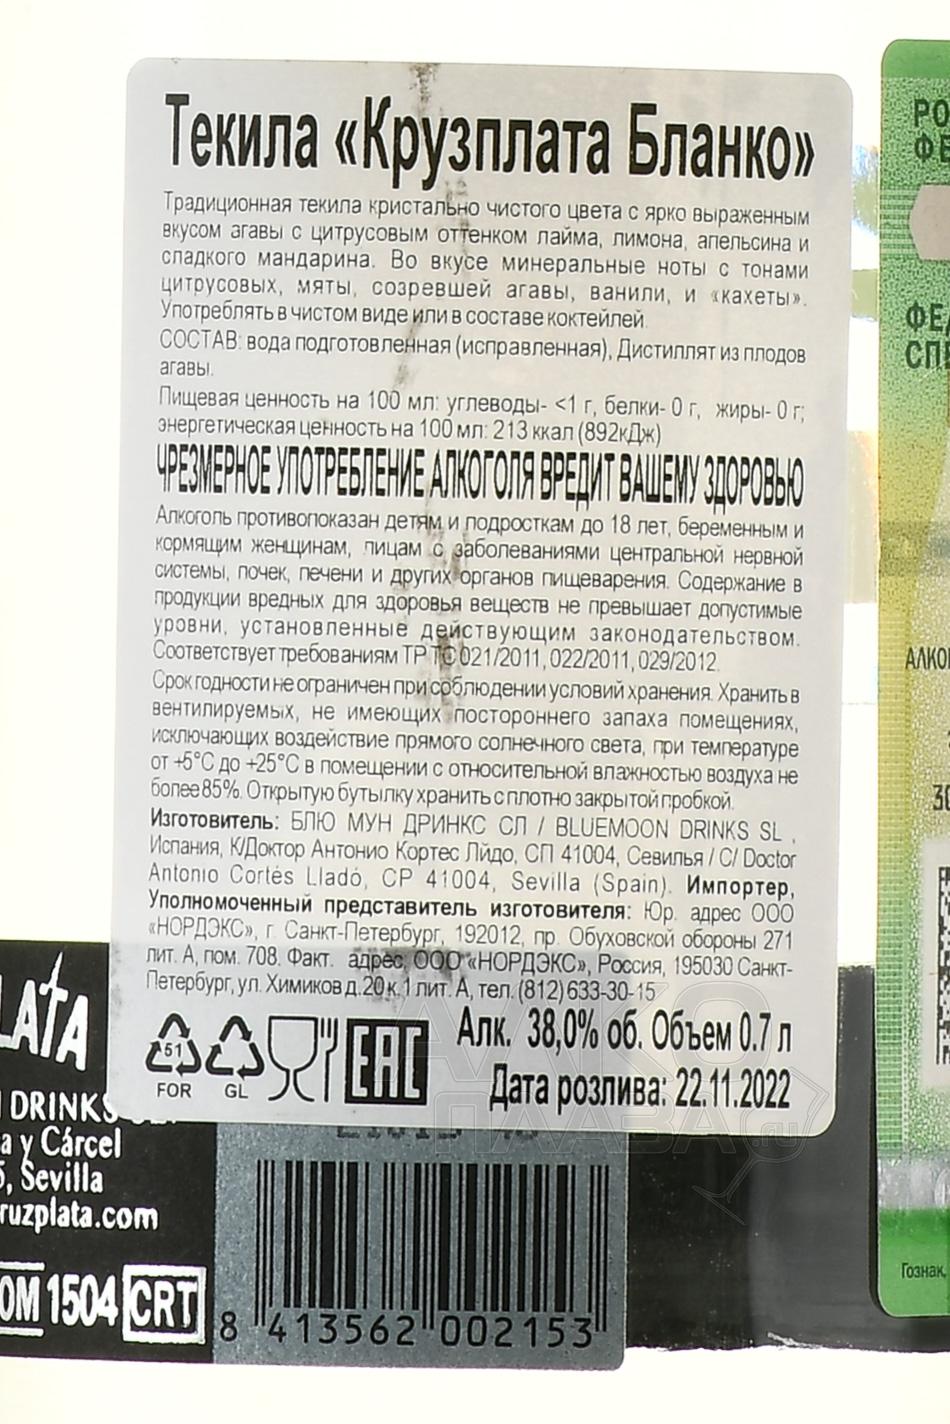 Текила «Крузплата Бланко»
Традиционная текила кристально чистого цвета с ярко выраженным
вкусом агавы с цитрусовым оттенком лайма, лимона, апельсина и
сладкого мандарина. Во вкусе минеральные ноты с тонами
цитрусовых, мяты, созревшей агавы, ванили, и «кахеты».
Употреблять в чистом виде или в составе коктейлей.
СОСТАВ: вода подготовленная (исправленная), Дистиллят из плодов
агавы.
Пищевая ценность на 100 мл: углеводы- <1 г, белки- 0 г, жиры- 0 г;
энергетическая ценность на 100 мл: 213 ккал (892кДж)
ЧРЕЗМЕРНОЕ УПОТРЕБЛЕНИЕ АЛКОГОЛЯ ВРЕДИТ ВАШЕМУ ЗДОРОВЬЮ
Алкоголь противопоказан детям и подросткам до 18 лет, беременным и
кормящим женщинам, лицам с заболеваниями центральной нервной
системы, почек, печени и других органов пищеварения. Содержание в
продукции вредных для здоровья веществ не превышает допустимые
уровни, установленные действующим законодательством.
Соответствует требованиям ТР ТС 021/2011, 022/2011, 029/2012.
Срок годности не ограничен при соблюдении условий хранения. Хранить в
вентилируемых, не имеющих постороннего запаха помещениях,
исключающих воздействие прямого солнечного света, при температуре
от +5°С до +25°С в помещении с относительной влажностью воздуха не
более 85%. Открытую бутылку хранить с плотно закрытой пробкой.
Изготовитель: БЛЮ МУН ДРИНКС СЛ / BLUEMOON DRINKS SL ,
Испания, К/Доктор Антонио Кортес Лйдо, СП 41004, Севилья / C/ Doctor
Antonio Cortés Lladó, CP 41004, Sevilla (Spain). Импортер,
Уполномоченный представитель изготовителя: Юр. адрес ООО
«НОРДЭКС», г. Санкт-Петербург, 192012, пр. Обуховской обороны 271
лит. А, пом. 708. Факт. адрес, ООО «НОРДЭКС», Россия, 195030 Санкт-
Петербург, ул. Химиков д. 20 к. 1 лит. А, тел. (812) 633-30-15
Алк. 38,0% об. Объем 0.7 л
Дата розлива: 22.11.2022
51
FOR
GL
EAC
LATA
DRINKS
a y Cárcel
5, Sevilla
ruzplata.com
OM 1504 CRT
8 413562 002153
РО
ФЕ
ФЕД
СПЕ
АЛКО
30
Гознак,
АЛКО
ПЛАЗА.ru